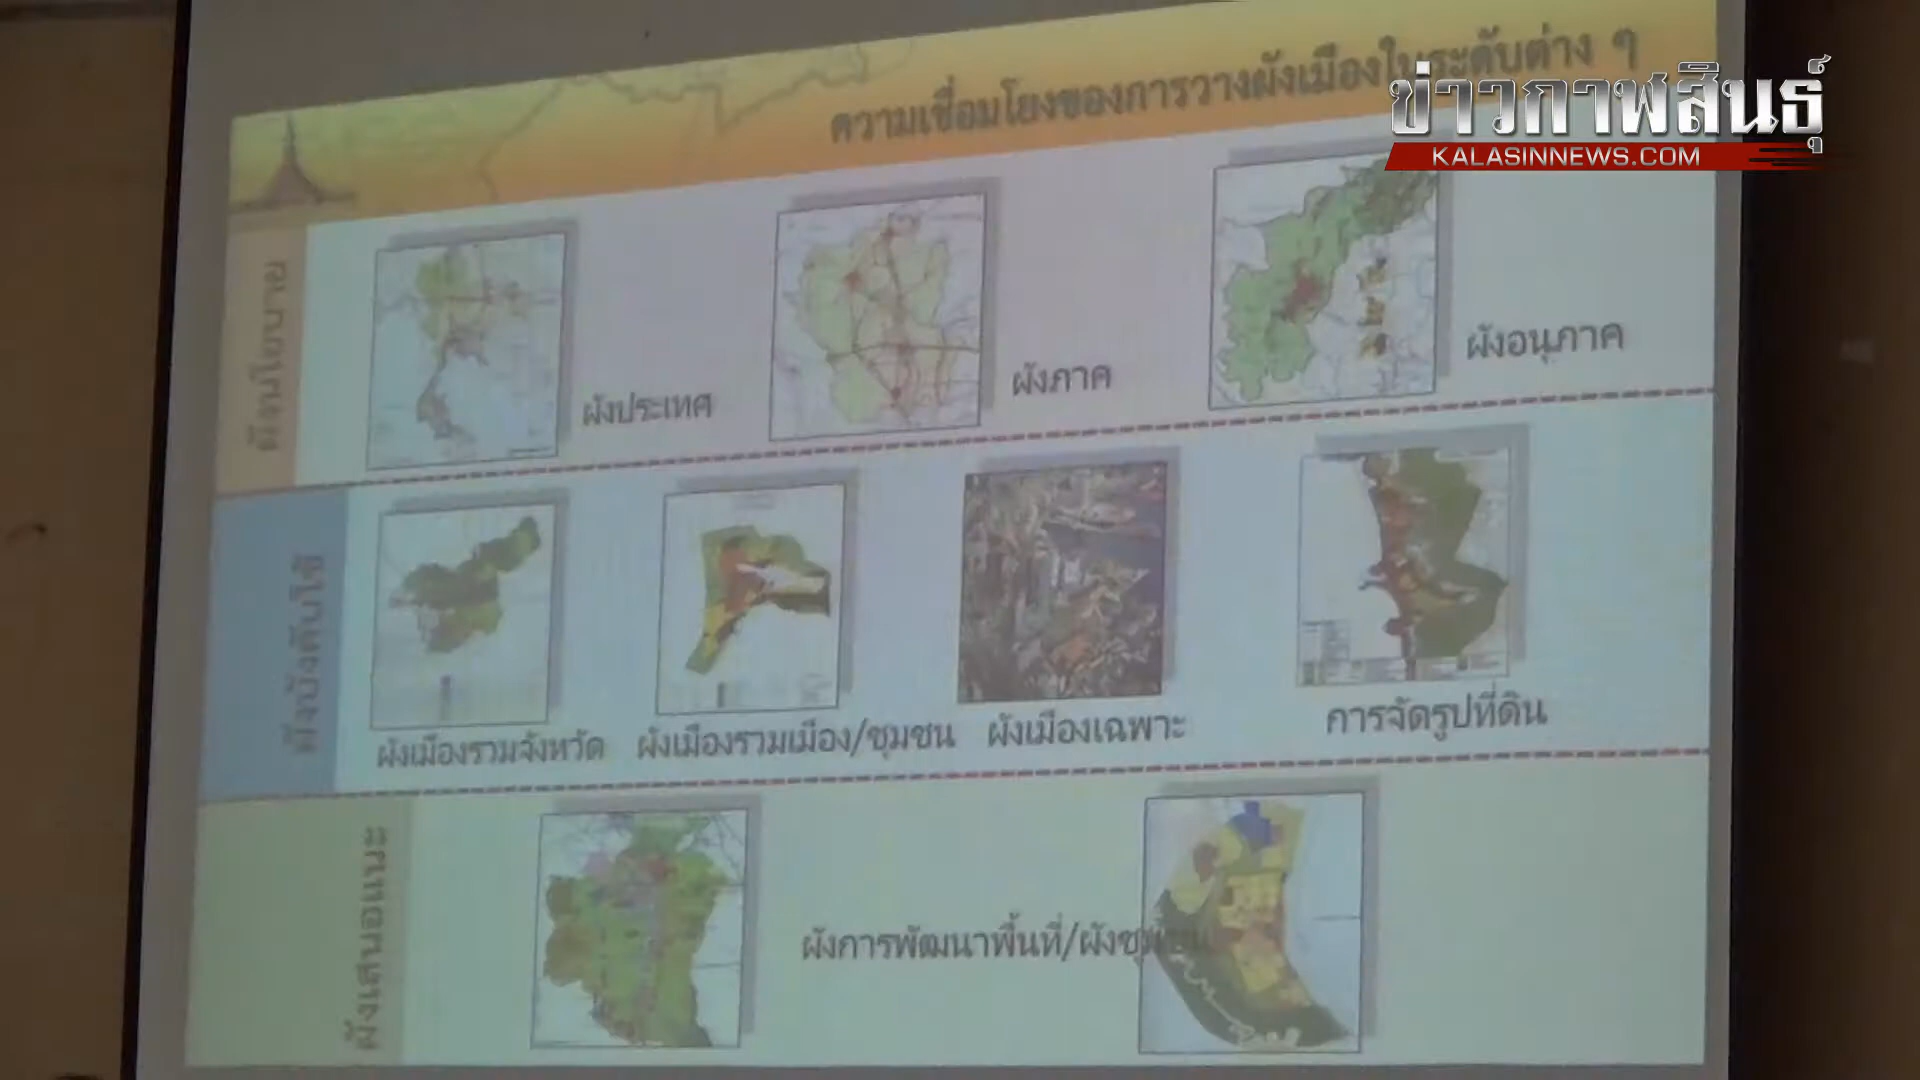 ความเชื่อมโยงของการวางผังเมืองในระดับต่าง ๆ
ข่าวกาฬสินธุ์
KALASINNEWS.COM
ผังนโยบาย
ผังประเทศ
ผังภาค
ผังอนุภาค
ผังบังคับใช้
ผังเมืองรวมจังหวัด
ผังเมืองรวมเมือง/ชุมชน
ผังเมืองเฉพาะ
การจัดรูปที่ดิน
ผังเสนอแนะ
ผังการพัฒนาพื้นที่/ผังชุมชน